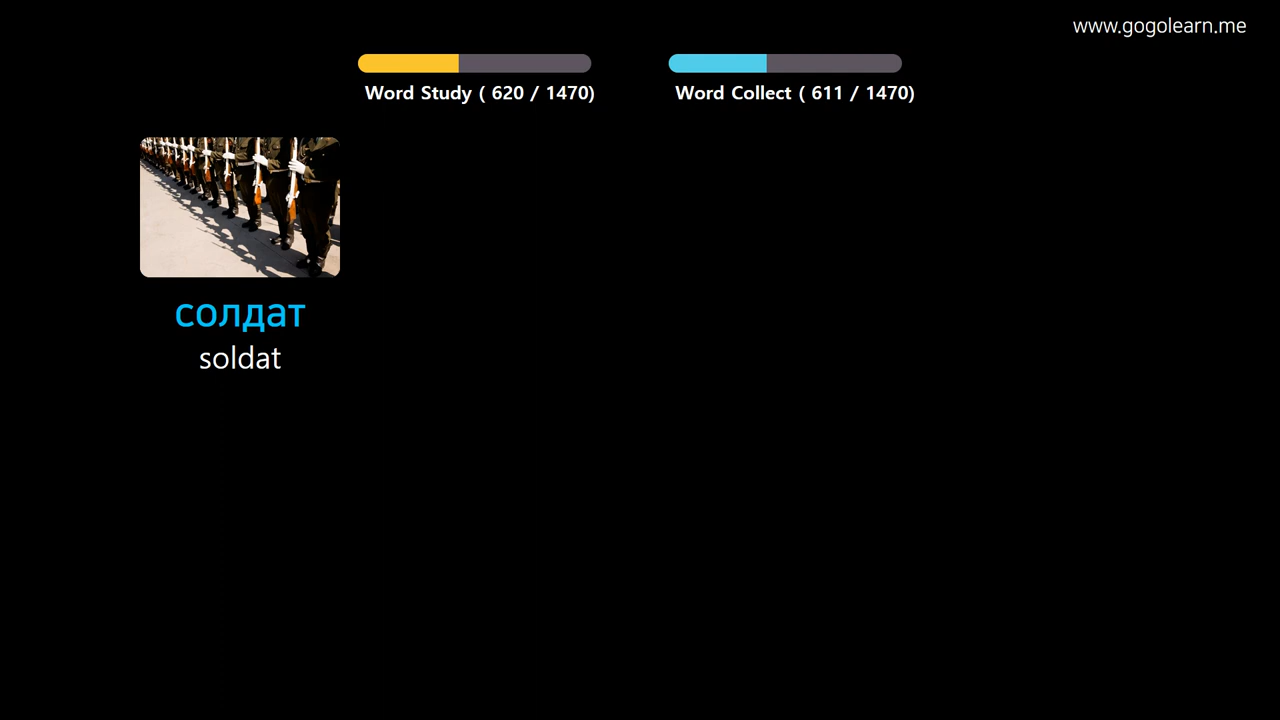 www.gogolearn.me
Word Study ( 620 / 1470)
Word Collect ( 611 / 1470)
солдат
soldat